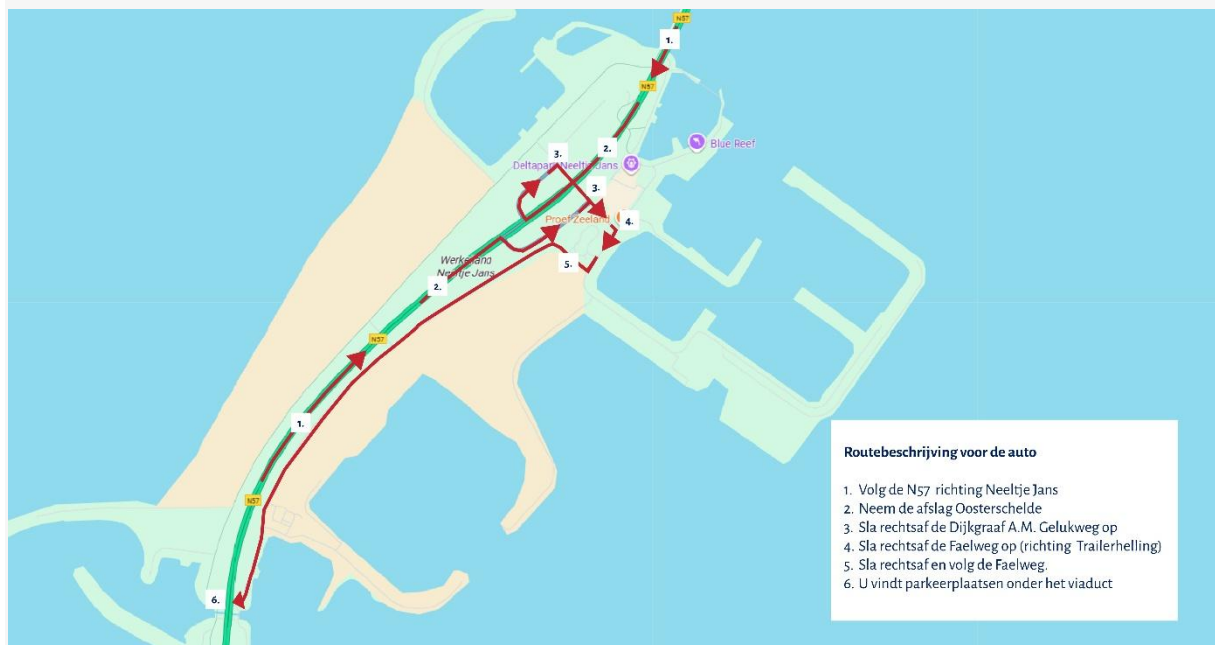 N57
1.
N57
2.
3.
Blue Reef
Deltapark Neeltje Jans
3.
Proef Zeeland
4.
5.
Werkeiland
Neeltje Jans
2.
N57
1.
N57
6.
Routebeschrijving voor de auto
1. Volg de N57 richting Neeltje Jans
2. Neem de afslag Oosterschelde
3. Sla rechtsaf de Dijkgraaf A.M. Gelukweg op
4. Sla rechtsaf de Faelweg op (richting Trailerhelling)
5. Sla rechtsaf en volg de Faelweg.
6. U vindt parkeerplaatsen onder het viaduct